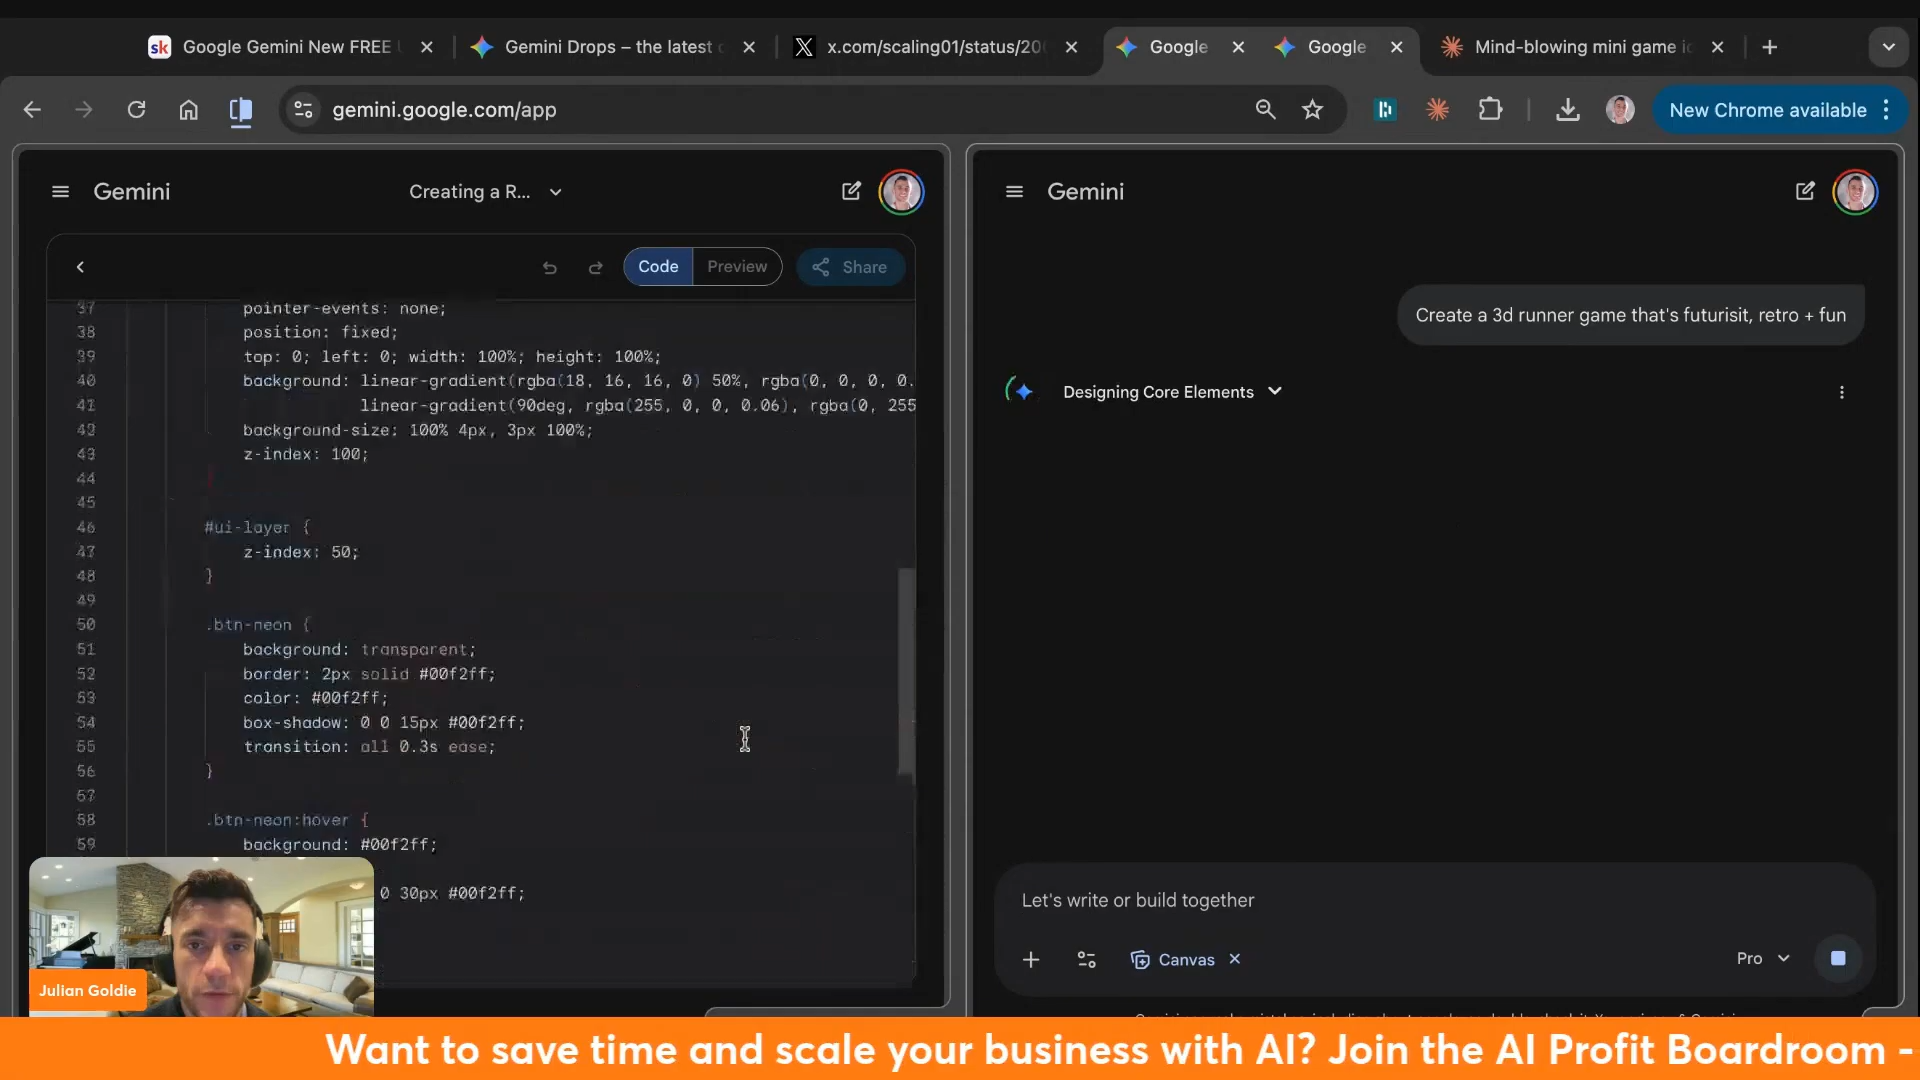 sk Google Gemini New FREE
Gemini Drops – the latest
x.com/scaling01/status/20
Google
Google
Mind-blowing mini game
gemini.google.com/app
New Chrome available
Gemini
Creating a R...
Code
Preview
Share
37 pointer-events: none;
38 position: fixed;
39 top: 0; left: 0; width: 100%; height: 100%;
40 background: linear-gradient(rgba(18, 16, 16, 0) 50%, rgba(0, 0, 0, 0.
41 linear-gradient(90deg, rgba(255, 0, 0, 0.06), rgba(0, 255
42 background-size: 100% 4px, 3px 100%;
43 z-index: 100;
44 }
45
46 #ui-layer {
47 z-index: 50;
48 }
49
50 .btn-neon {
51 background: transparent;
52 border: 2px solid #00f2ff;
53 color: #00f2ff;
54 box-shadow: 0 0 15px #00f2ff;
55 transition: all 0.3s ease;
56 }
57
58 .btn-neon:hover {
59 background: #00f2ff;
0 30px #00f2ff;
Julian Goldie
Gemini
Create a 3d runner game that's futurisit, retro + fun
Designing Core Elements
Let's write or build together
Canvas
Pro
Want to save time and scale your business with AI? Join the AI Profit Boardroom -